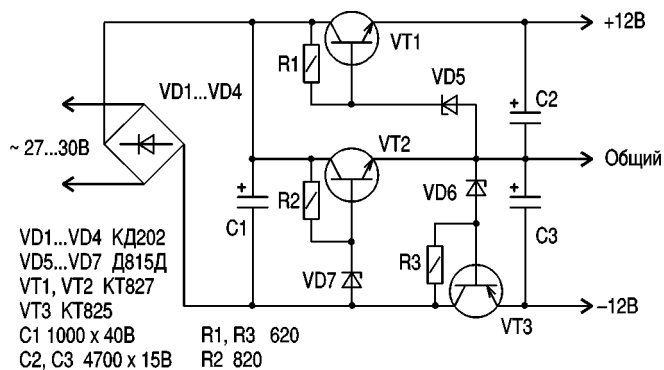 +12В
VT1
R1
VD5
VD1...VD4
C2
+
~ 27...30В
VT2
Общий
+
+
R2
VD6
C1
C3
R3
VD7
VT3
−12В
VD1...VD4 КД202
VD5...VD7 Д815Д
VT1, VT2 КТ827
VT3 КТ825
C1 1000 x 40В R1, R3 620
C2, C3 4700 x 15В R2 820